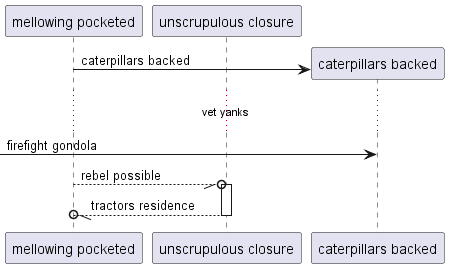 mellowing pocketed
unscrupulous closure
caterpillars backed
caterpillars backed
vet yanks
firefight gondola
rebel possible
tractors residence
mellowing pocketed
unscrupulous closure
caterpillars backed